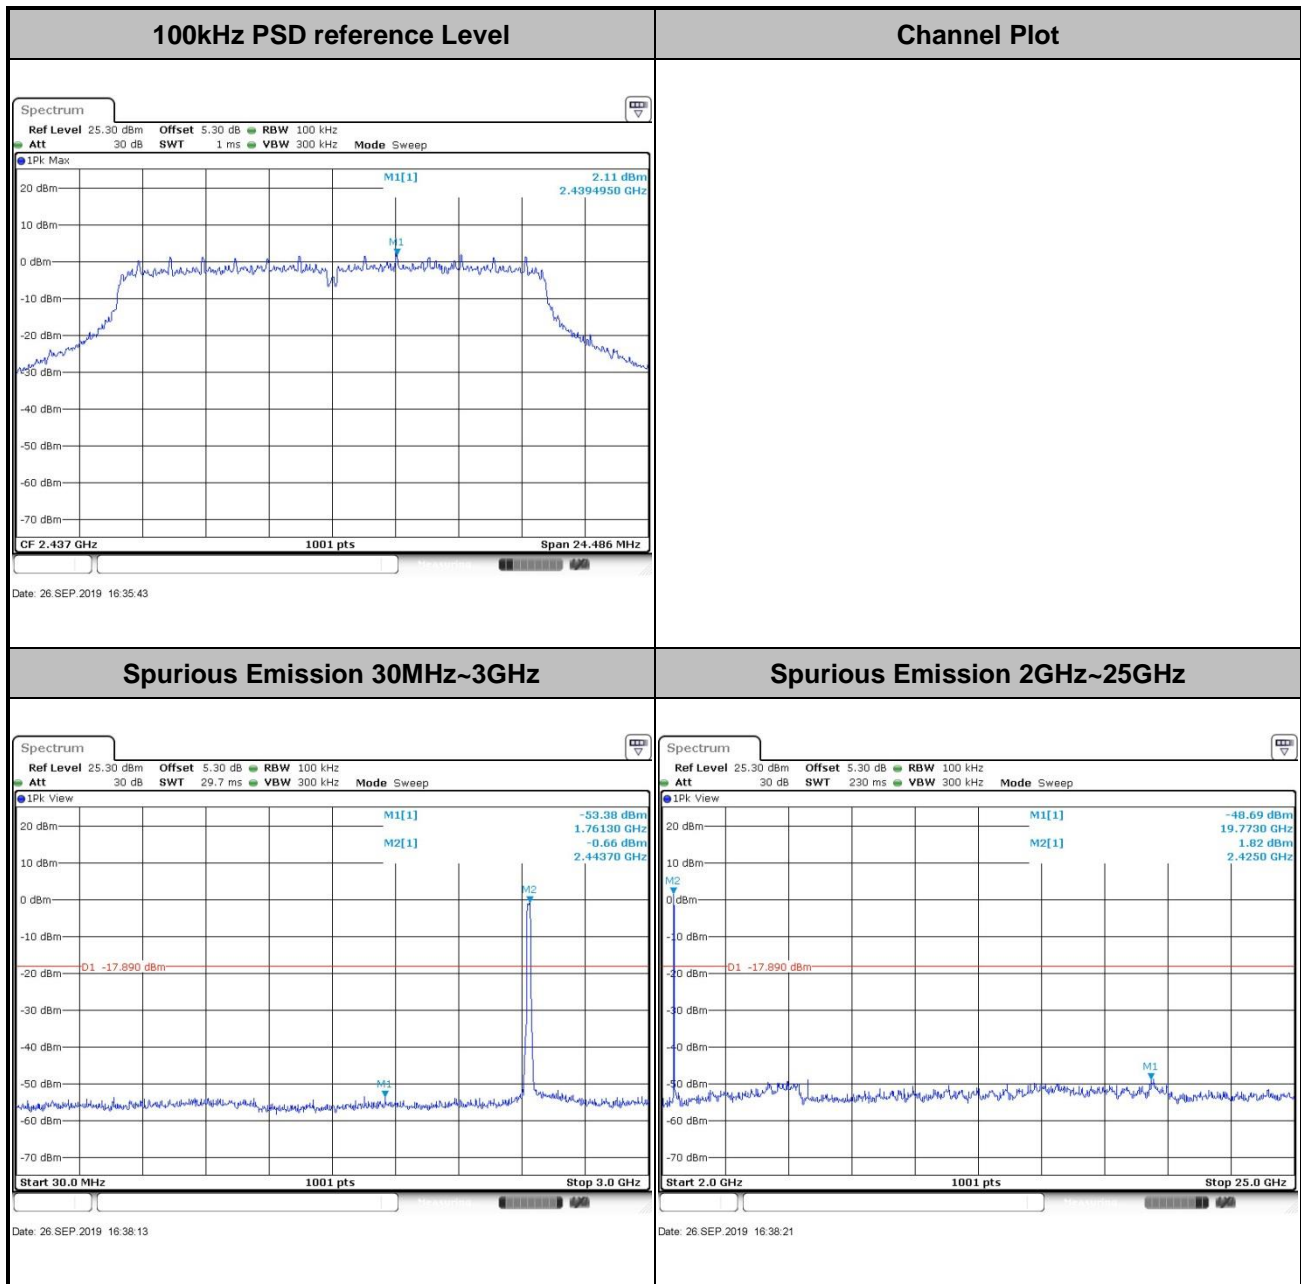 100kHz PSD reference Level
Channel Plot
Spectrum
Ref Level 25.30 dBm Offset 5.30 dB RBW 100 kHz
Att 30 dB SWT 1 ms VBW 300 kHz Mode Sweep
1Pk Max
M1[1] 2.11 dBm
2.4394950 GHz
20 dBm
10 dBm
M1
0 dBm
-10 dBm
-20 dBm
-30 dBm
-40 dBm
-50 dBm
-60 dBm
-70 dBm
CF 2.437 GHz 1001 pts Span 24.486 MHz
Date: 26.SEP.2019 16:35:43
Spurious Emission 30MHz~3GHz
Spurious Emission 2GHz~25GHz
Spectrum
Ref Level 25.30 dBm Offset 5.30 dB RBW 100 kHz
Att 30 dB SWT 29.7 ms VBW 300 kHz Mode Sweep
1Pk View
M1[1] -53.38 dBm
1.76130 GHz
20 dBm
M2[1] -0.66 dBm
2.44370 GHz
10 dBm
M2
0 dBm
-10 dBm
D1 -17.890 dBm
-20 dBm
-30 dBm
-40 dBm
-50 dBm
M1
-60 dBm
-70 dBm
Start 30.0 MHz 1001 pts Stop 3.0 GHz
Date: 26.SEP.2019 16:38:13
Spectrum
Ref Level 25.30 dBm Offset 5.30 dB RBW 100 kHz
Att 30 dB SWT 230 ms VBW 300 kHz Mode Sweep
1Pk View
M1[1] -48.69 dBm
19.7730 GHz
20 dBm
M2[1] 1.82 dBm
2.4250 GHz
10 dBm
M2
0 dBm
-10 dBm
D1 -17.890 dBm
-20 dBm
-30 dBm
-40 dBm
M1
-50 dBm
-60 dBm
-70 dBm
Start 2.0 GHz 1001 pts Stop 25.0 GHz
Date: 26.SEP.2019 16:38:21